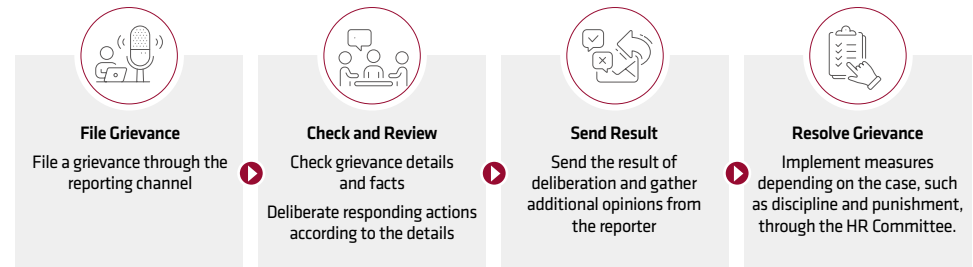 File Grievance
File a grievance through the
reporting channel
Check and Review
Check grievance details
and facts
Deliberate responding actions
according to the details
Send Result
Send the result of
deliberation and gather
additional opinions from
the reporter
Resolve Grievance
Implement measures
depending on the case, such
as discipline and punishment,
through the HR Committee.